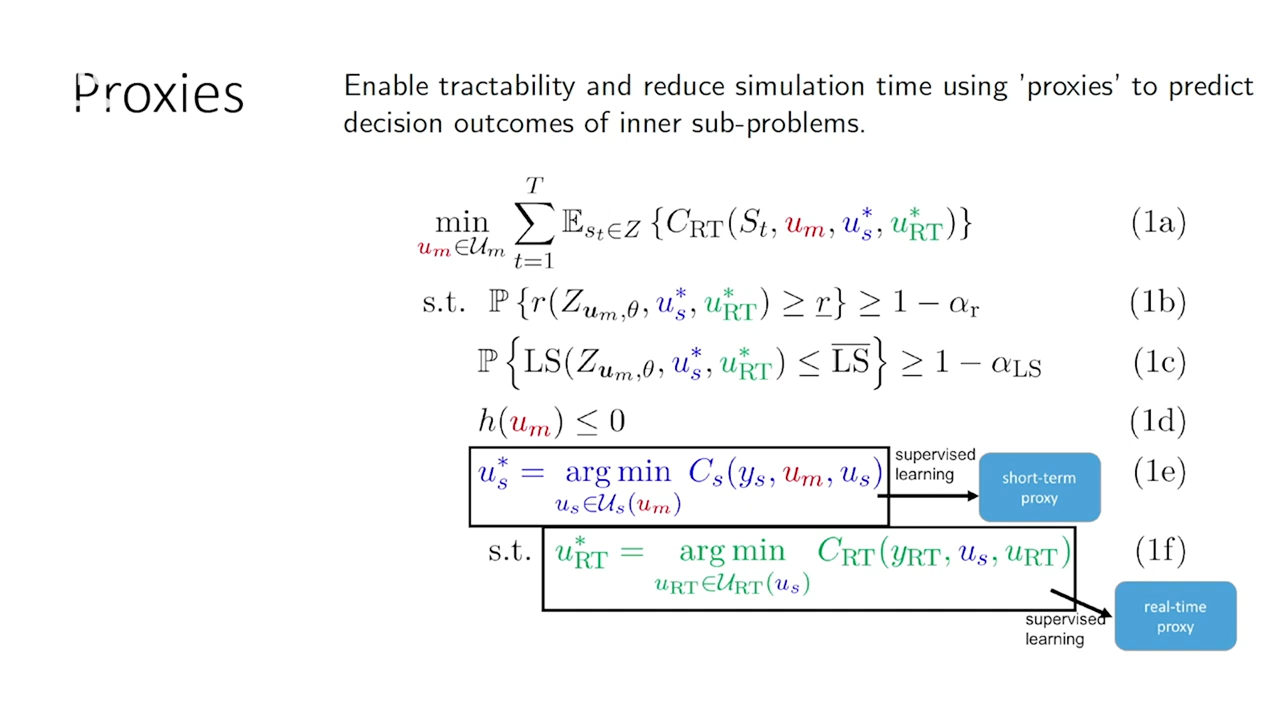 Proxies
Enable tractability and reduce simulation time using 'proxies' to predict
decision outcomes of inner sub-problems.
min_{u_m ∈ 𝒰_m} ∑_{t=1}^{T} 𝔼_{s_t ∈ Z} {C_RT(S_t, u_m, u_s^*, u_RT^*)} (1a)
s.t. ℙ {r(Z_{u_m,θ}, u_s^*, u_RT^*) ≥ r̲} ≥ 1 − α_r (1b)
ℙ {LS(Z_{u_m,θ}, u_s^*, u_RT^*) ≤ \overline{LS}} ≥ 1 − α_LS (1c)
h(u_m) ≤ 0 (1d)
u_s^* = arg min_{u_s ∈ 𝒰_s(u_m)} C_s(y_s, u_m, u_s) (1e)
supervised
learning
short-term
proxy
s.t. u_RT^* = arg min_{u_RT ∈ 𝒰_RT(u_s)} C_RT(y_RT, u_s, u_RT) (1f)
supervised
learning
real-time
proxy